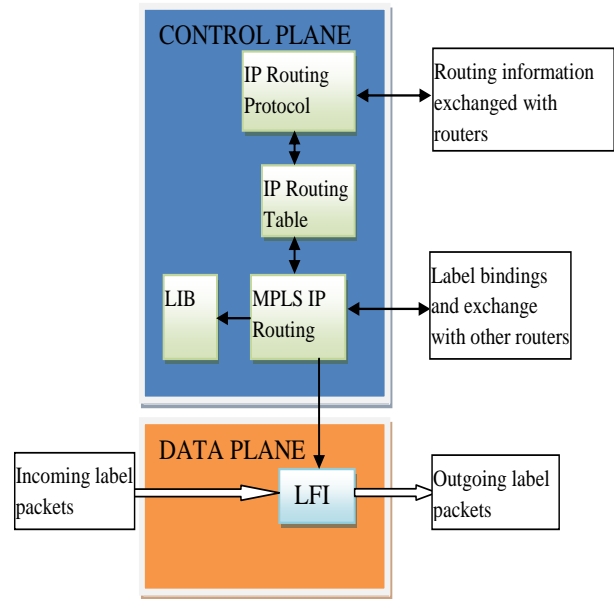 CONTROL PLANE
IP Routing
Protocol
Routing information
exchanged with
routers
IP Routing
Table
LIB
MPLS IP
Routing
Label bindings
and exchange
with other routers
DATA PLANE
Incoming label
packets
LFI
Outgoing label
packets